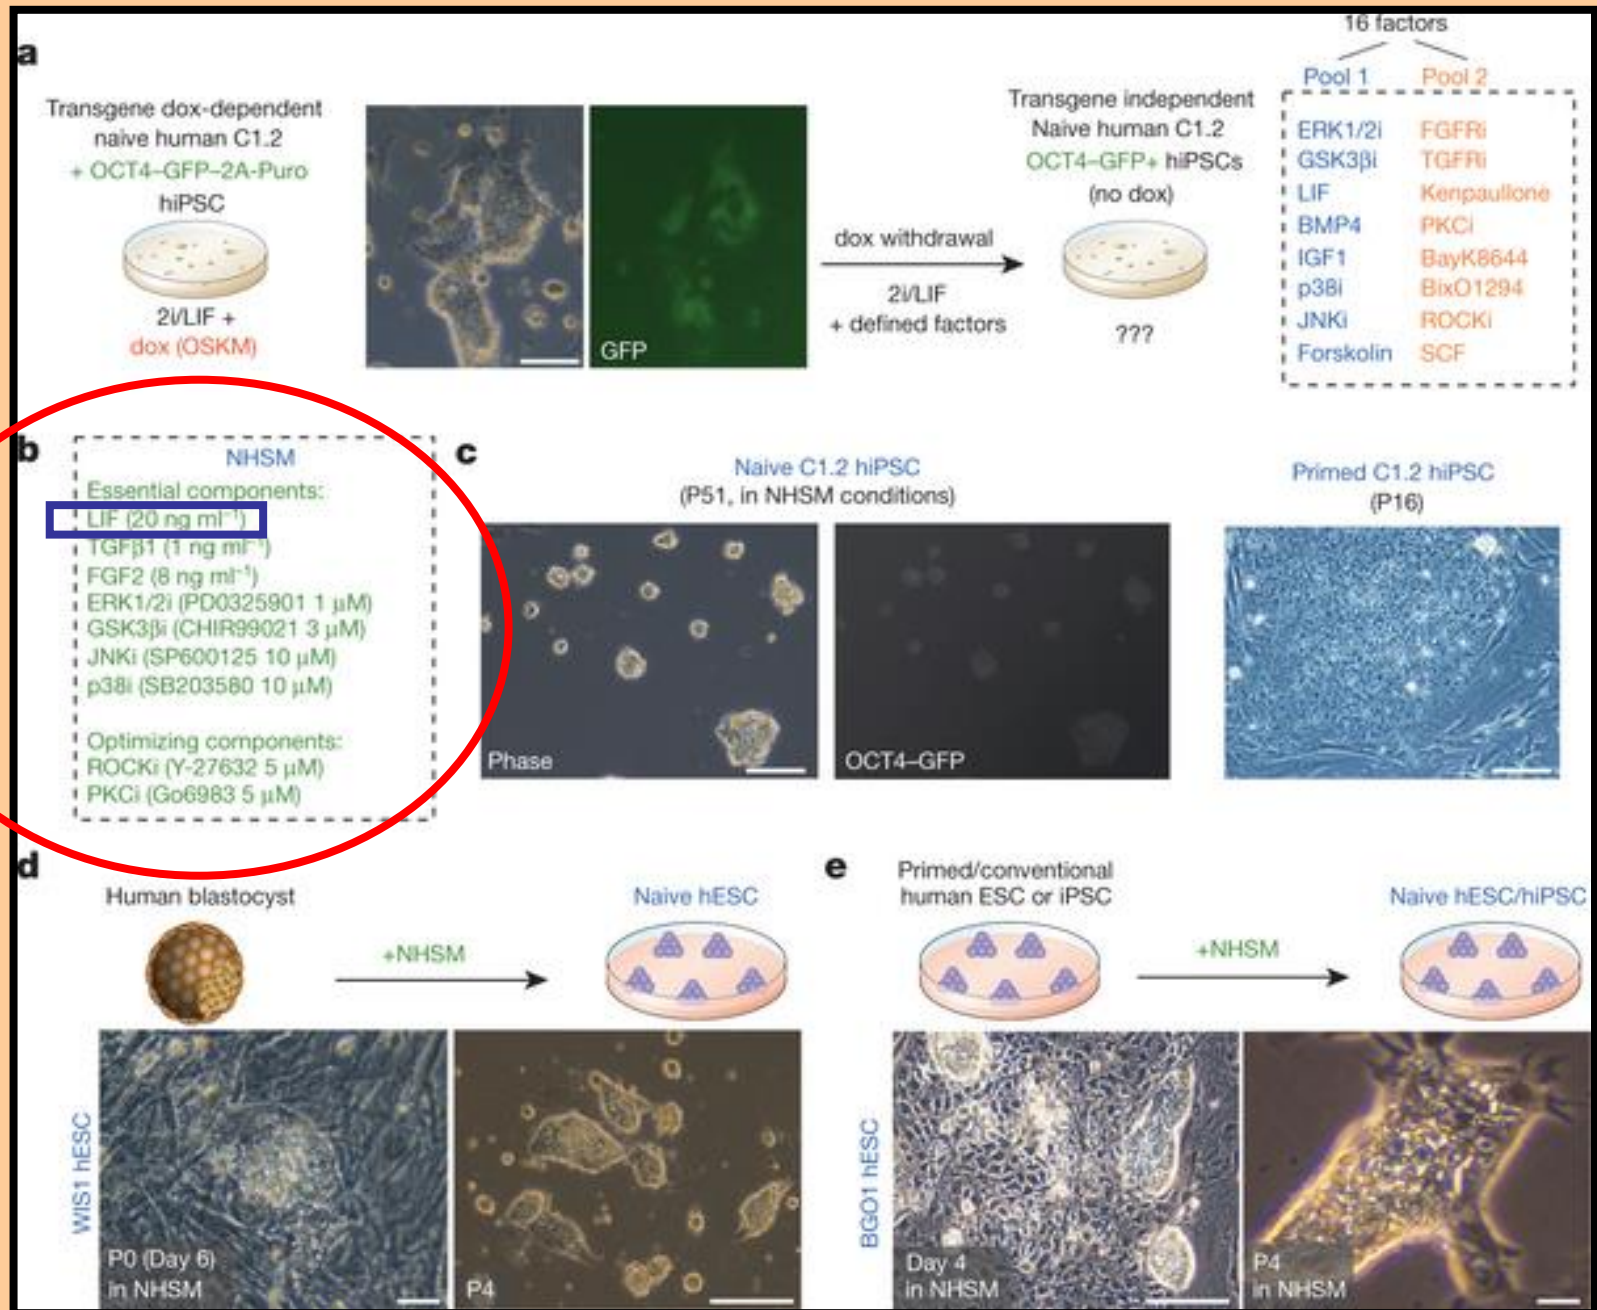 a
Transgene dox-dependent
naive human C1.2
+ OCT4–GFP–2A-Puro
hiPSC
2i/LIF +
dox (OSKM)
GFP
dox withdrawal
2i/LIF
+ defined factors
Transgene independent
Naive human C1.2
OCT4–GFP+ hiPSCs
(no dox)
???
16 factors
Pool 1 Pool 2
ERK1/2i FGFRi
GSK3βi TGFRi
LIF Kenpaullone
BMP4 PKCi
IGF1 BayK8644
p38i BixO1294
JNKi ROCKi
Forskolin SCF
b
NHSM
Essential components:
LIF (20 ng ml⁻¹)
TGFβ1 (1 ng ml⁻¹)
FGF2 (8 ng ml⁻¹)
ERK1/2i (PD0325901 1 μM)
GSK3βi (CHIR99021 3 μM)
JNKi (SP600125 10 μM)
p38i (SB203580 10 μM)
Optimizing components:
ROCKi (Y-27632 5 μM)
PKCi (Go6983 5 μM)
c
Naive C1.2 hiPSC
(P51, in NHSM conditions)
Phase
OCT4–GFP
Primed C1.2 hiPSC
(P16)
d
Human blastocyst
+NHSM
Naive hESC
WIS1 hESC
P0 (Day 6)
in NHSM
P4
e
Primed/conventional
human ESC or iPSC
+NHSM
Naive hESC/hiPSC
BGO1 hESC
Day 4
in NHSM
P4
in NHSM